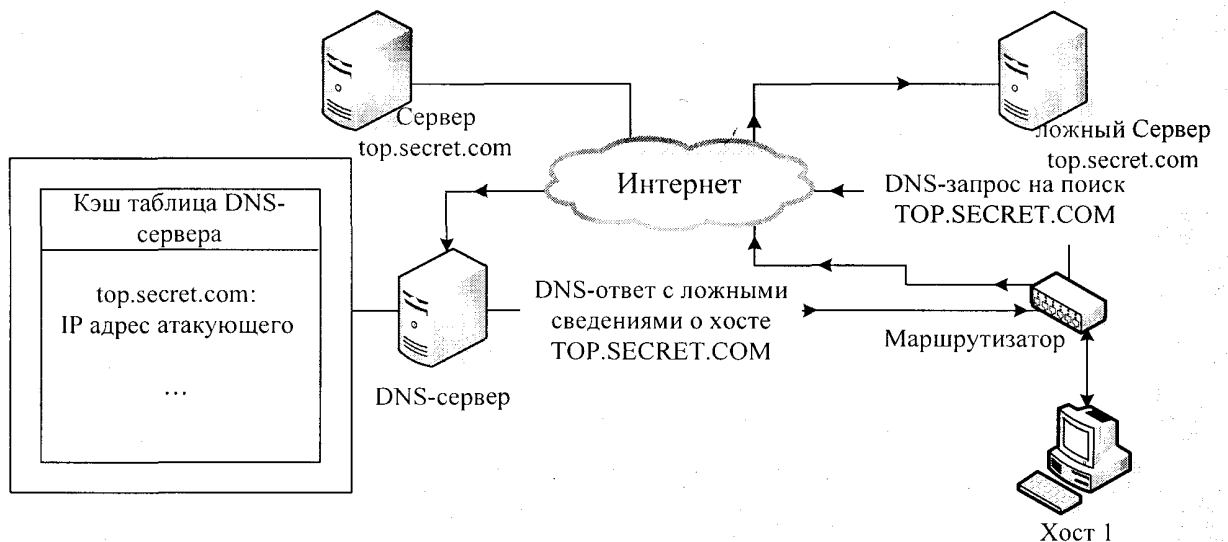 Сервер
top.secret.com
Ложный Сервер
top.secret.com
Интернет
DNS-запрос на поиск
TOP.SECRET.COM
Кэш таблица DNS-
сервера
top.secret.com:
IP адрес атакующего
...
DNS-сервер
DNS-ответ с ложными
сведениями о хосте
TOP.SECRET.COM
Маршрутизатор
Хост 1